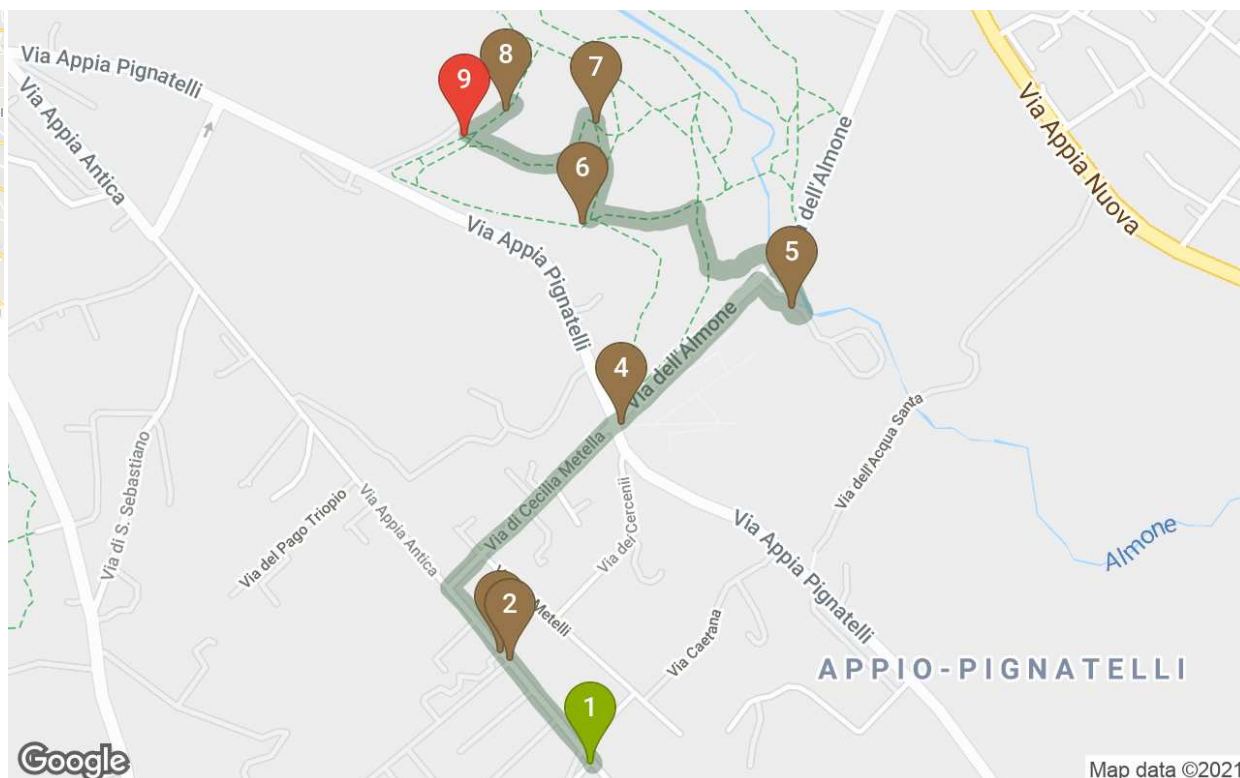 Via Appia Pignatelli
Via Appia Antica
8
7
9
6
5
Via Appia Nuova
dell'Almone
Via Appia Pignatelli
4
Via dell'Almone
Via di S. Sebastiano
Via di Cecilia Metella
Via dell'Acqua Santa
Via Appia Antica
Via del Pago Triopio
Via dei Cercenii
Via Appia Pignatelli
Almone
2
Metelli
Via Caetana
APPIO-PIGNATELLI
1
Google
Map data ©2021